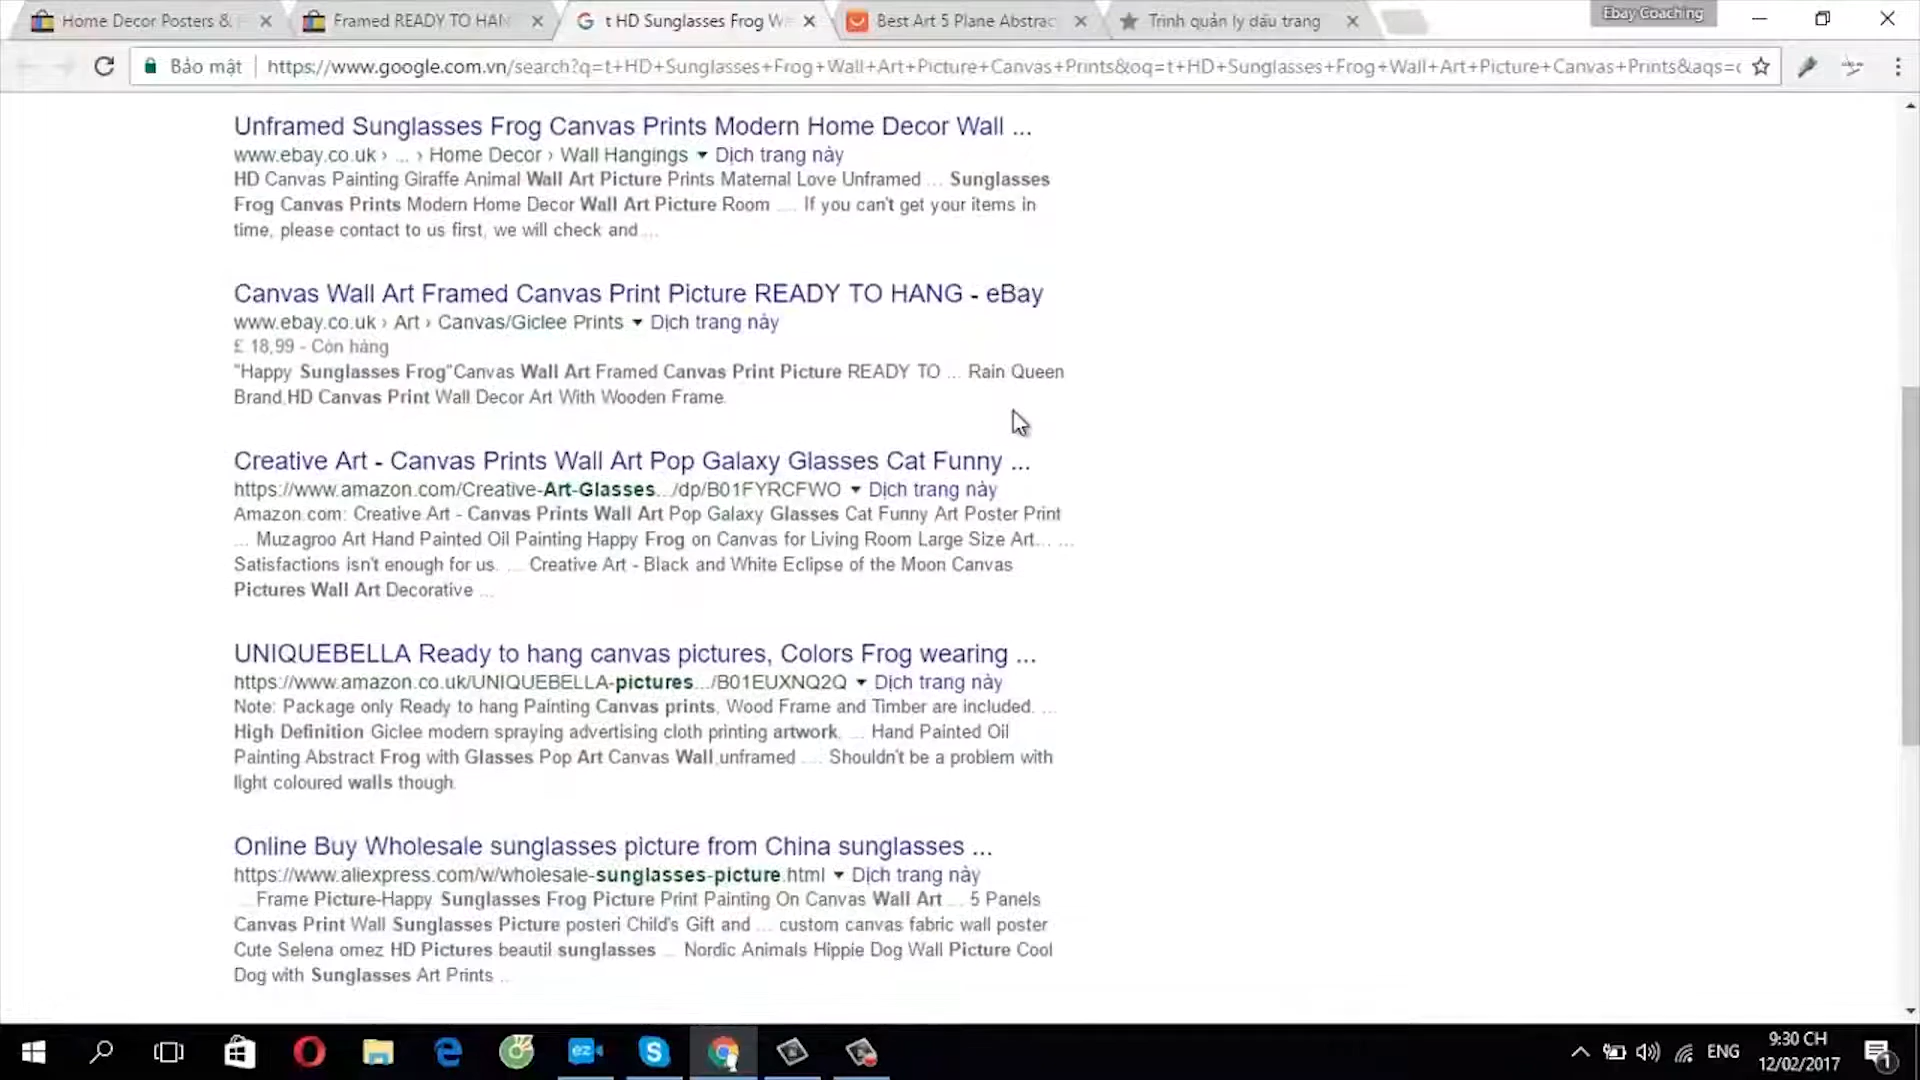 Home Decor Posters &
Framed READY TO HAN
t HD Sunglasses Frog W
Best Art 5 Plane Abstrac
Trình quản lý dấu trang
Ebay Coaching
Bảo mật
https://www.google.com.vn/search?q=t+HD+Sunglasses+Frog+Wall+Art+Picture+Canvas+Prints&oq=t+HD+Sunglasses+Frog+Wall+Art+Picture+Canvas+Prints&aqs=c
Unframed Sunglasses Frog Canvas Prints Modern Home Decor Wall ...
www.ebay.co.uk › ... › Home Decor › Wall Hangings ▼ Dịch trang này
HD Canvas Painting Giraffe Animal Wall Art Picture Prints Maternal Love Unframed ... Sunglasses
Frog Canvas Prints Modern Home Decor Wall Art Picture Room .... If you can't get your items in
time, please contact to us first, we will check and ...
Canvas Wall Art Framed Canvas Print Picture READY TO HANG - eBay
www.ebay.co.uk › Art › Canvas/Giclee Prints ▼ Dịch trang này
£ 18,99 - Còn hàng
"Happy Sunglasses Frog"Canvas Wall Art Framed Canvas Print Picture READY TO ... Rain Queen
Brand,HD Canvas Print Wall Decor Art With Wooden Frame.
Creative Art - Canvas Prints Wall Art Pop Galaxy Glasses Cat Funny ...
https://www.amazon.com/Creative-Art-Glasses.../dp/B01FYRCFWO ▼ Dịch trang này
Amazon.com: Creative Art - Canvas Prints Wall Art Pop Galaxy Glasses Cat Funny Art Poster Print
... Muzagroo Art Hand Painted Oil Painting Happy Frog on Canvas for Living Room Large Size Art... ...
Satisfactions isn't enough for us. ... Creative Art - Black and White Eclipse of the Moon Canvas
Pictures Wall Art Decorative ...
UNIQUEBELLA Ready to hang canvas pictures, Colors Frog wearing ...
https://www.amazon.co.uk/UNIQUEBELLA-pictures.../B01EUXNQ2Q ▼ Dịch trang này
Note: Package only Ready to hang Painting Canvas prints, Wood Frame and Timber are included. ...
High Definition Giclee modern spraying advertising cloth printing artwork. ... Hand Painted Oil
Painting Abstract Frog with Glasses Pop Art Canvas Wall,unframed .... Shouldn't be a problem with
light coloured walls though.
Online Buy Wholesale sunglasses picture from China sunglasses ...
https://www.aliexpress.com/w/wholesale-sunglasses-picture.html ▼ Dịch trang này
... Frame Picture-Happy Sunglasses Frog Picture Print Painting On Canvas Wall Art ... 5 Panels
Canvas Print Wall Sunglasses Picture posteri Child's Gift and ... custom canvas fabric wall poster
Cute Selena omez HD Pictures beautil sunglasses ... Nordic Animals Hippie Dog Wall Picture Cool
Dog with Sunglasses Art Prints ..
ENG
9:30 CH
12/02/2017
1